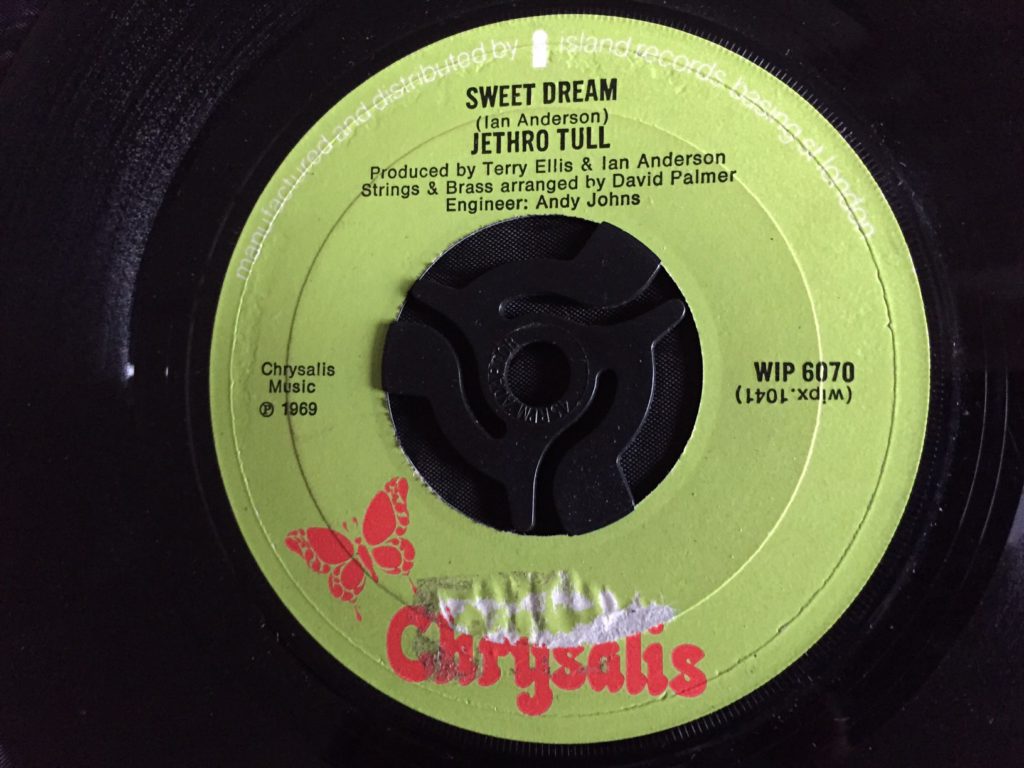 manufactured and distributed by island records basing st london
SWEET DREAM
(Ian Anderson)
JETHRO TULL
Produced by Terry Ellis & Ian Anderson
Strings & Brass arranged by David Palmer
Engineer: Andy Johns
Chrysalis
Music
℗ 1969
WIP 6070
(wipx.1041)
Chrysalis